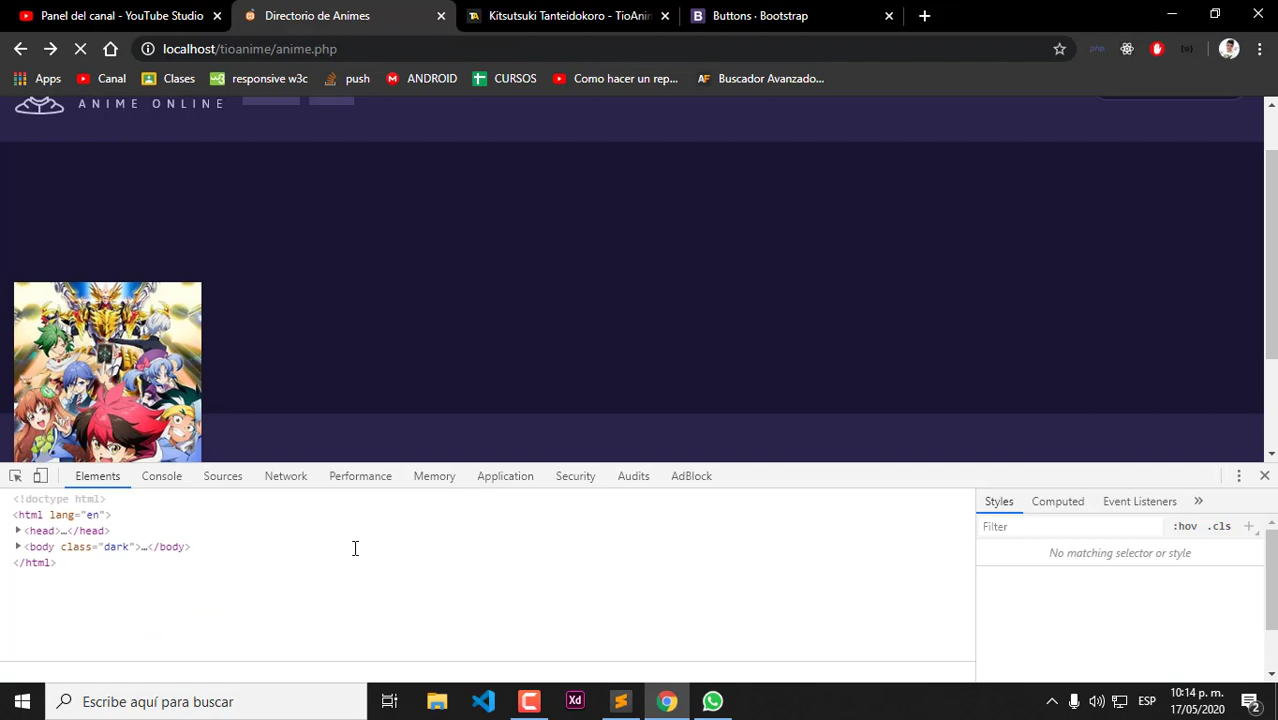 Panel del canal - YouTube Studio
Directorio de Animes
Kitsutsuki Tanteidokoro - TioAnin
Buttons · Bootstrap
localhost/tioanime/anime.php
Apps
Canal
Clases
responsive w3c
push
ANDROID
CURSOS
Como hacer un rep...
Buscador Avanzado...
ANIME ONLINE
Elements
Console
Sources
Network
Performance
Memory
Application
Security
Audits
AdBlock
<!doctype html>
<html lang="en">
<head>…</head>
<body class="dark">…</body>
</html>
Styles
Computed
Event Listeners
Filter
:hov
.cls
No matching selector or style
Escribe aquí para buscar
Xd
ESP
10:14 p. m.
17/05/2020
2